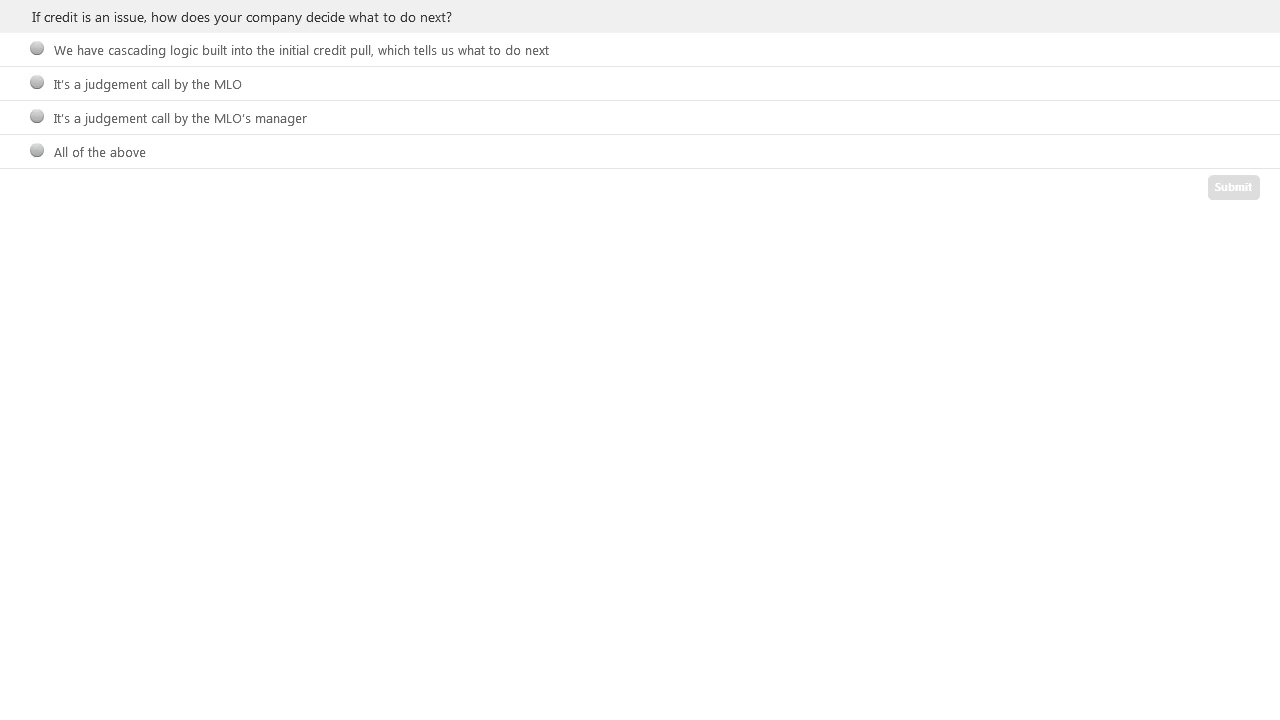 If credit is an issue, how does your company decide what to do next?
We have cascading logic built into the initial credit pull, which tells us what to do next
It's a judgement call by the MLO
It's a judgement call by the MLO's manager
All of the above
Submit